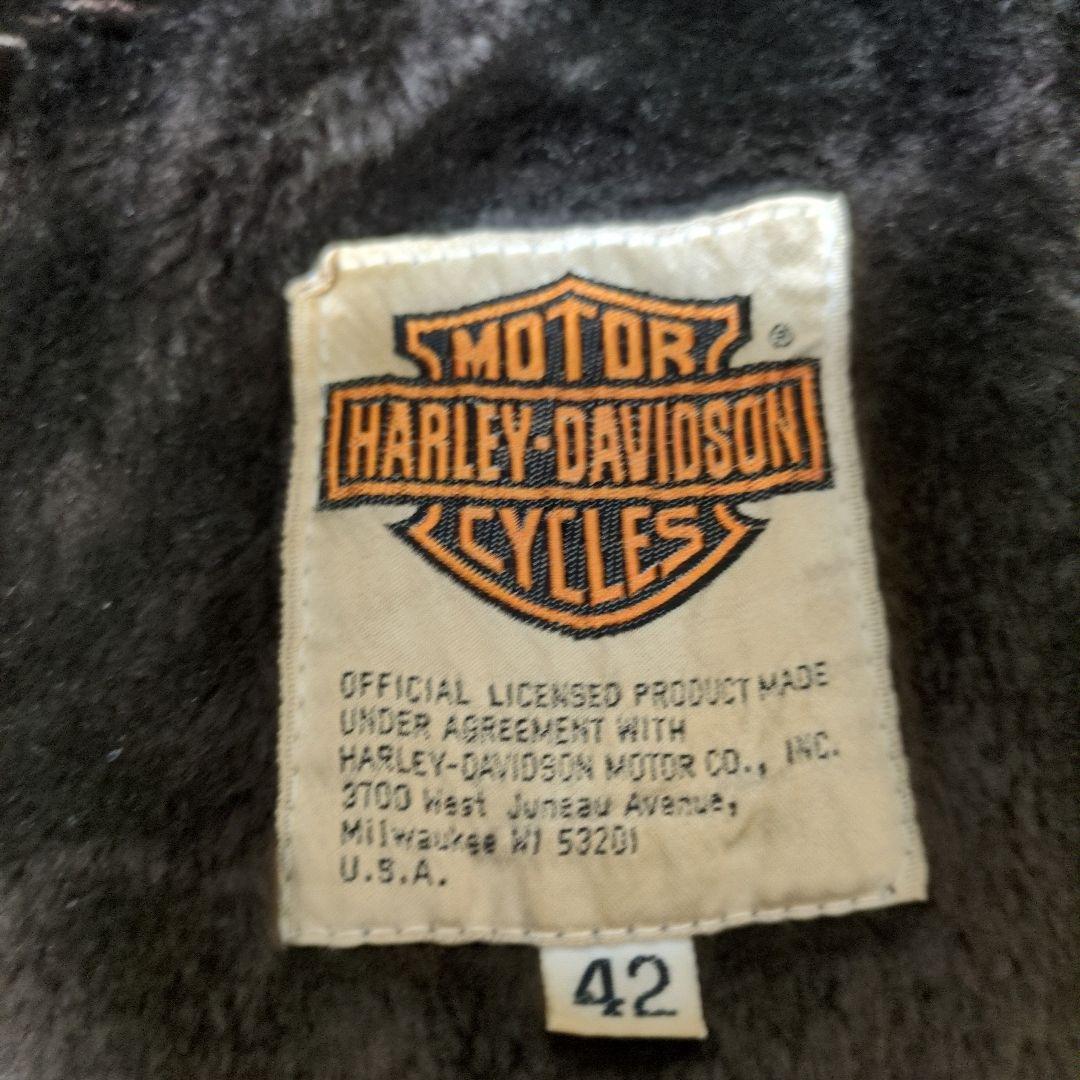 MOTOR
®
HARLEY-DAVIDSON
CYCLES
OFFICIAL LICENSED PRODUCT MADE
UNDER AGREEMENT WITH
HARLEY-DAVIDSON MOTOR CO., INC.
3700 West Juneau Avenue,
Milwaukee WI 53201
U.S.A.
42